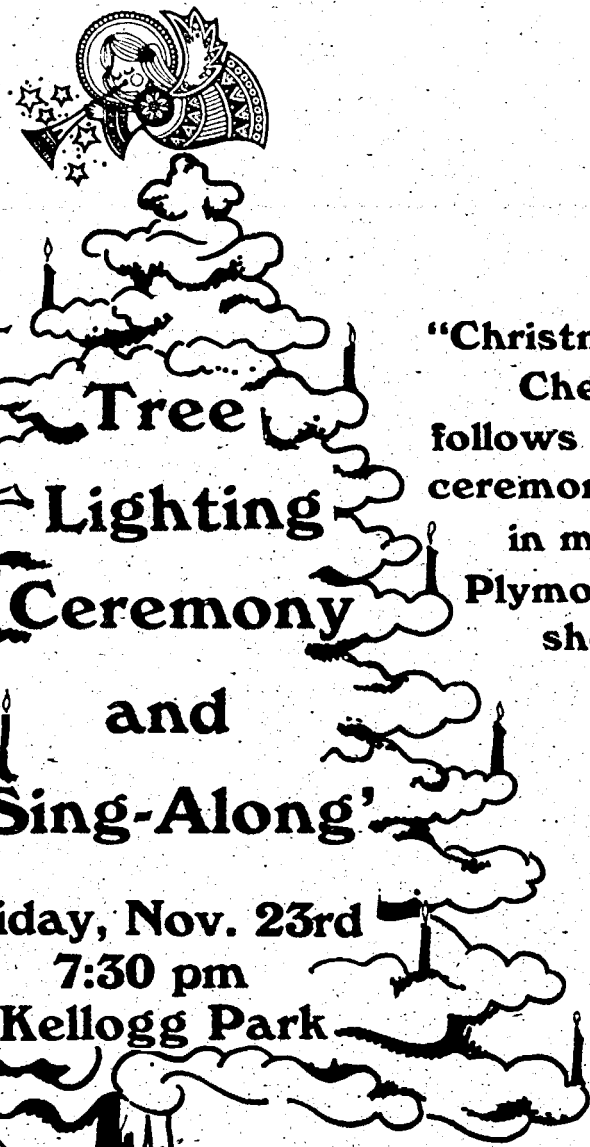 Tree
Lighting
Ceremony
and
Sing-Along'
iday, Nov. 23rd
7:30 pm
Kellogg Park
"Christm
Che
follows
ceremon
in m
Plymo
sho